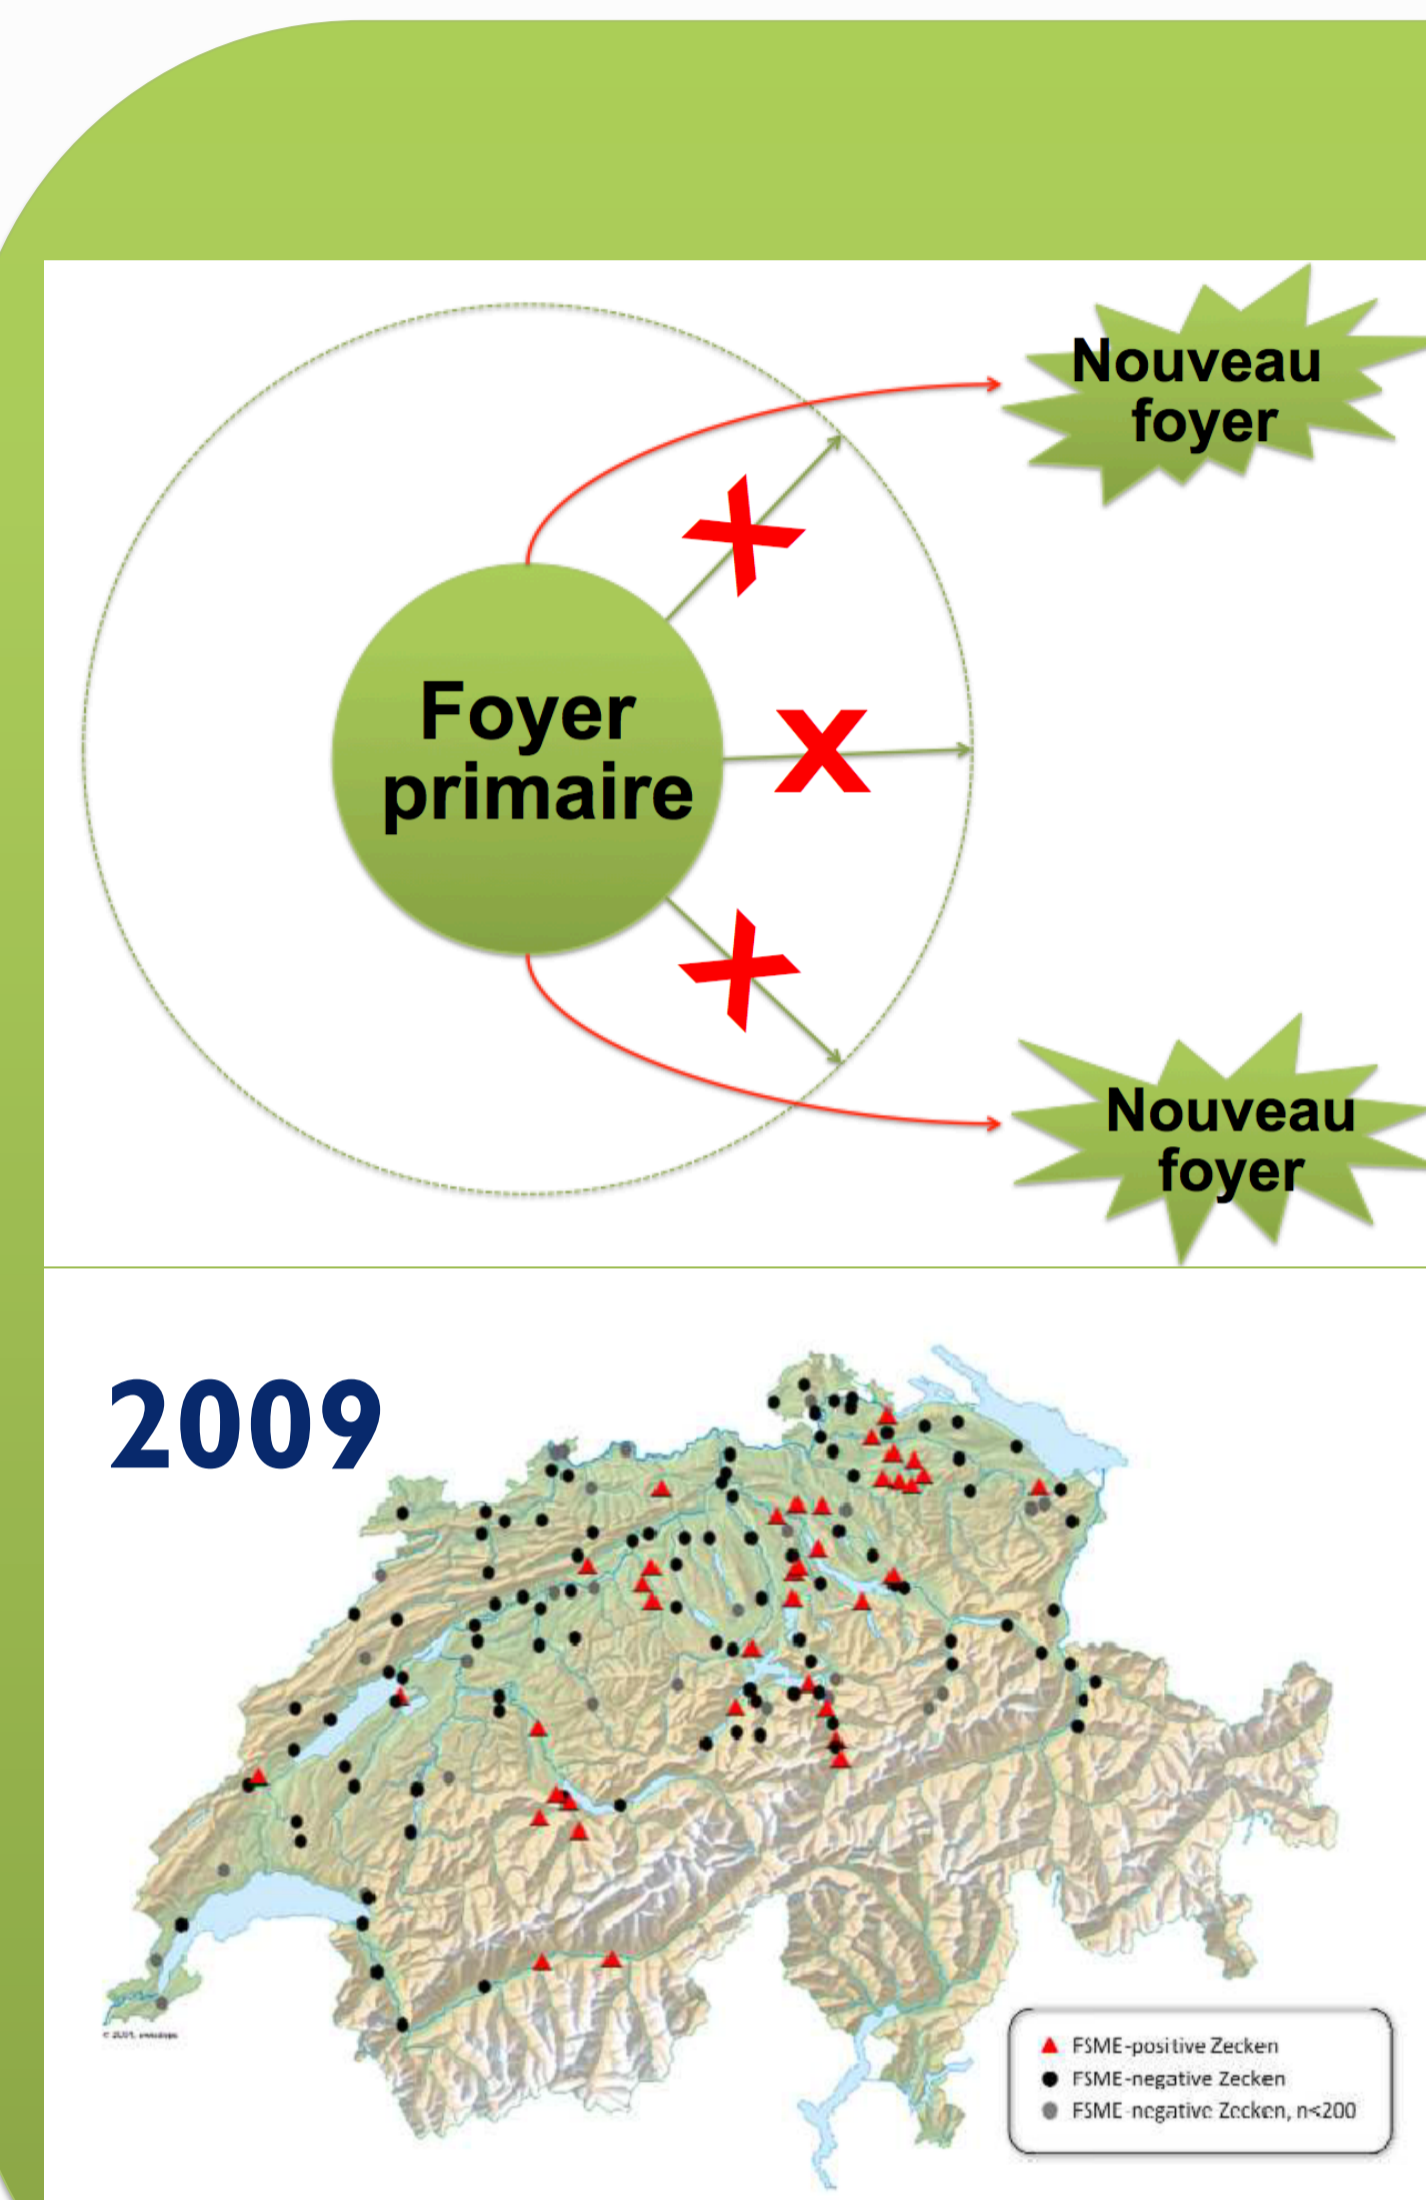 Nouveau
foyer
Foyer
primaire
Nouveau
foyer
2009
FSME-positive Zecken
FSME-negative Zecken
FSME-negative Zecken, n<200